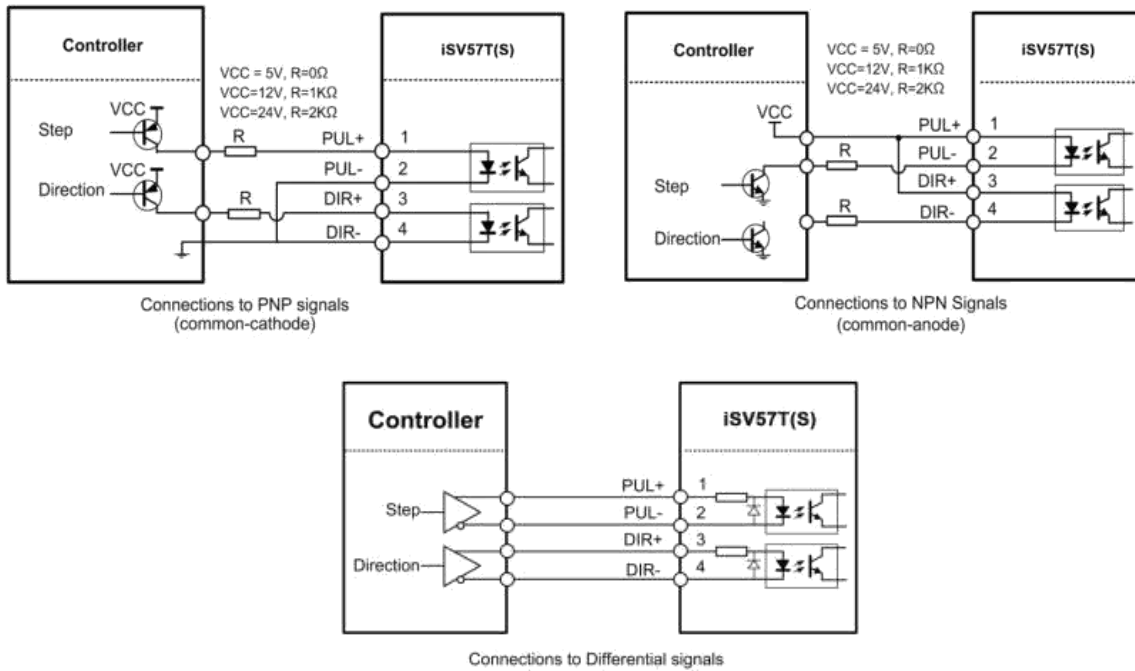 Controller
iSV57T(S)
VCC = 5V, R=0Ω
VCC=12V, R=1KΩ
VCC=24V, R=2KΩ
VCC
Step
R
PUL+
1
PUL-
2
VCC
Direction
R
DIR+
3
DIR-
4
Connections to PNP signals
(common-cathode)
Controller
iSV57T(S)
VCC = 5V, R=0Ω
VCC=12V, R=1KΩ
VCC=24V, R=2KΩ
VCC
PUL+
1
R
PUL-
2
Step
DIR+
3
R
DIR-
4
Direction
Connections to NPN Signals
(common-anode)
Controller
iSV57T(S)
PUL+
1
Step
PUL-
2
DIR+
3
Direction
DIR-
4
Connections to Differential signals